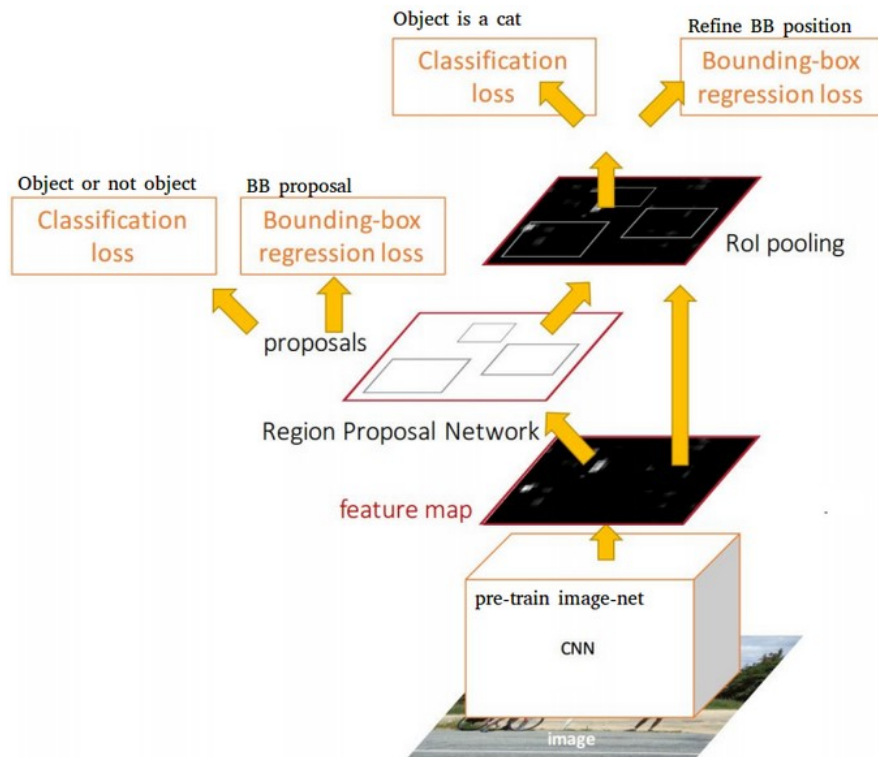 Object is a cat
Refine BB position
Classification
loss
Bounding-box
regression loss
Object or not object
BB proposal
Classification
loss
Bounding-box
regression loss
RoI pooling
proposals
Region Proposal Network
feature map
pre-train image-net
CNN
image